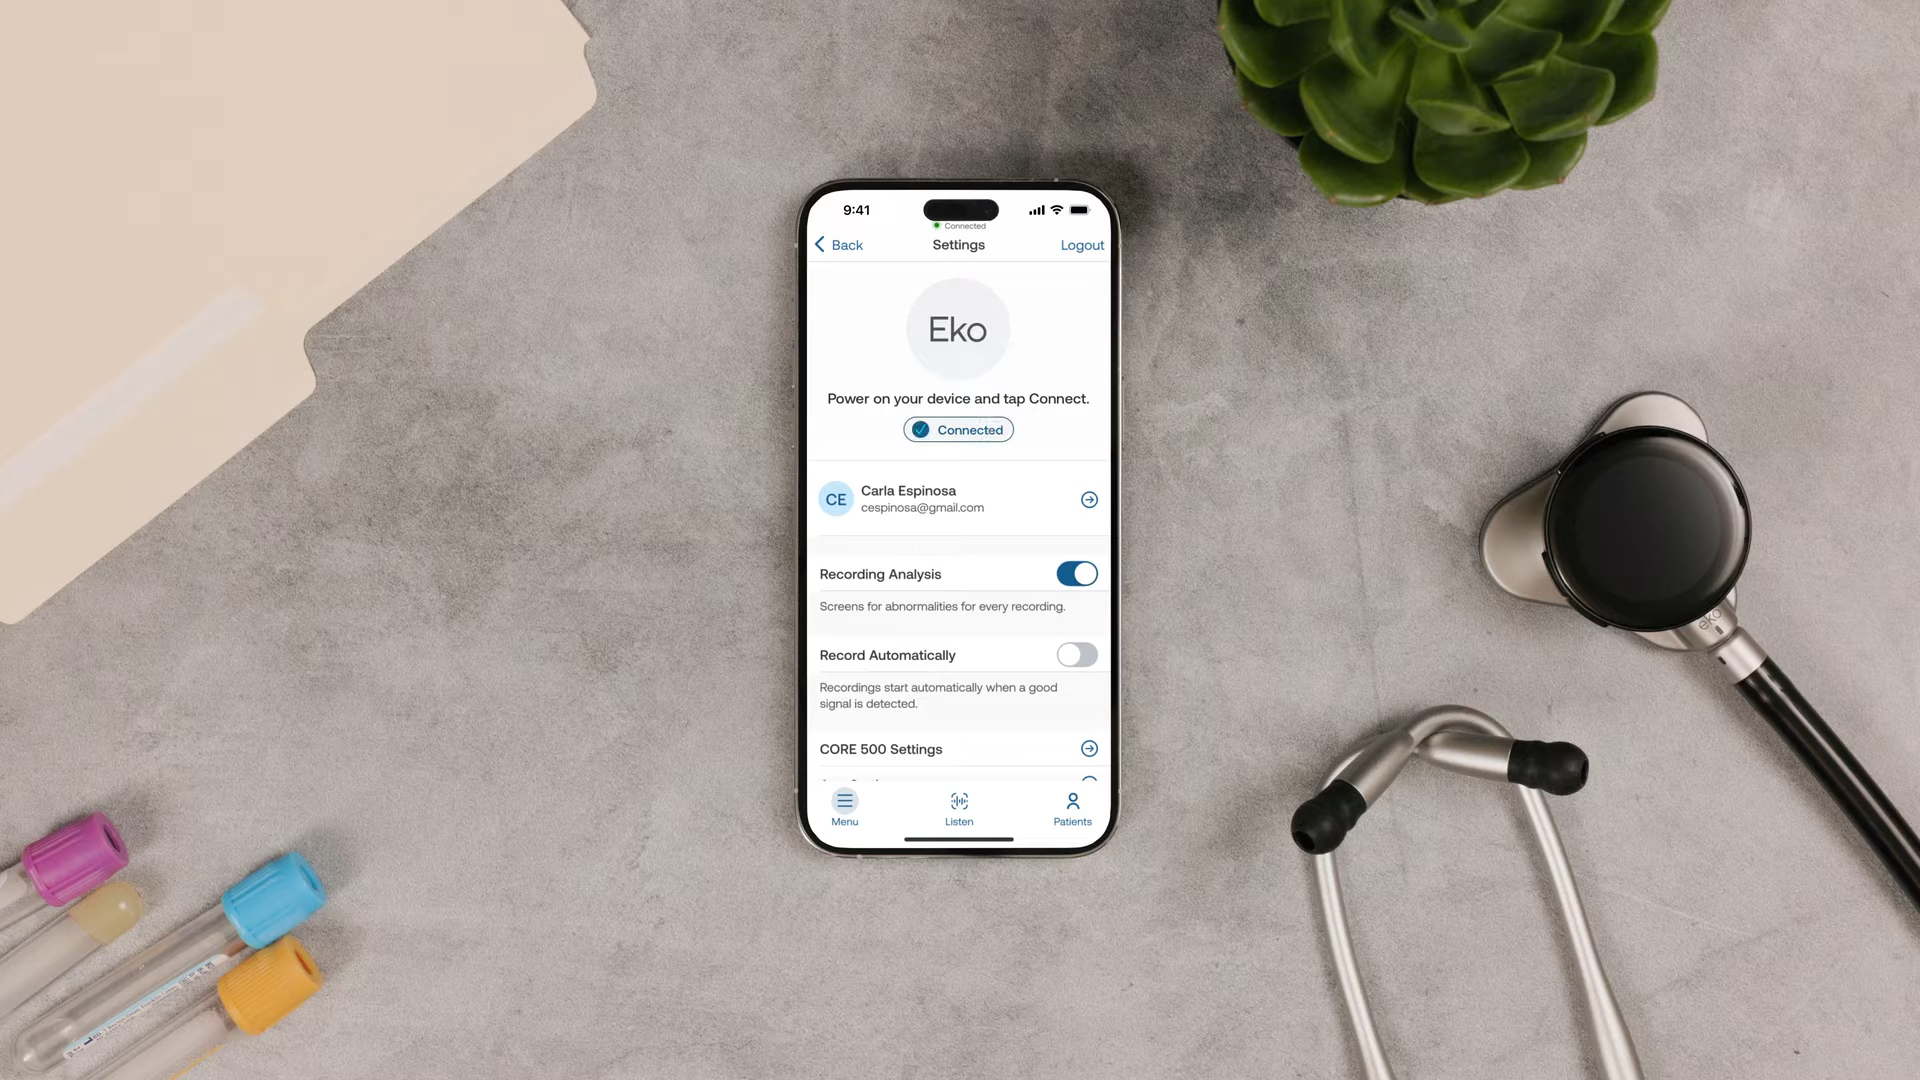 9:41
Connected
Back
Settings
Logout
Eko
Power on your device and tap Connect.
Connected
CE
Carla Espinosa
cespinosa@gmail.com
Recording Analysis
Screens for abnormalities for every recording.
Record Automatically
Recordings start automatically when a good
signal is detected.
CORE 500 Settings
Menu
Listen
Patients
eko